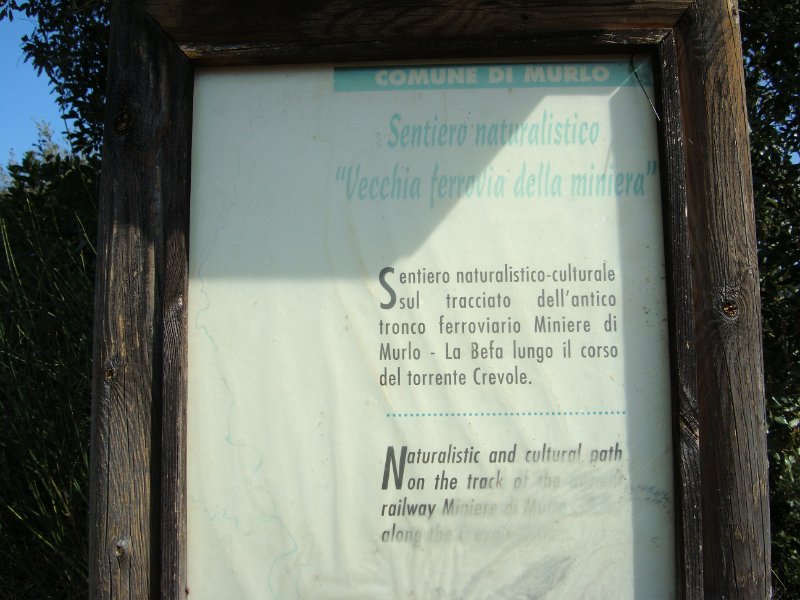 COMUNE DI MURLO
Sentiero naturalistico
"Vecchia ferrovia della miniera"
Sentiero naturalistico-culturale
sul tracciato dell'antico
tronco ferroviario Miniere di
Murlo - La Befa lungo il corso
del torrente Crevole.
Naturalistic and cultural path
on the track of the ancient
railway Miniere di Murlo
along the Crevole